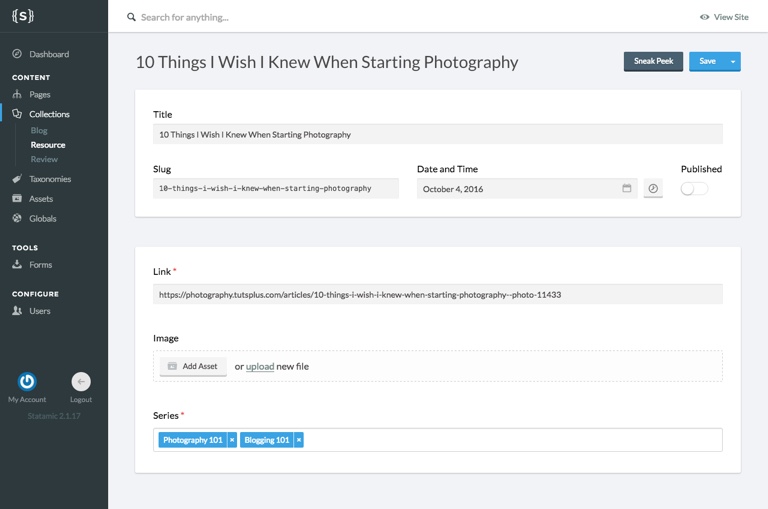 {S}
Search for anything...
View Site
Dashboard
CONTENT
Pages
Collections
Blog
Resource
Review
Taxonomies
Assets
Globals
TOOLS
Forms
CONFIGURE
Users
My Account
Logout
Statamic 2.1.17
10 Things I Wish I Knew When Starting Photography
Sneak Peek
Save
Title
10 Things I Wish I Knew When Starting Photography
Slug
Date and Time
Published
10-things-i-wish-i-knew-when-starting-photography
October 4, 2016
Link *
https://photography.tutsplus.com/articles/10-things-i-wish-i-knew-when-starting-photography--photo-11433
Image
Add Asset or upload new file
Series *
Photography 101 × Blogging 101 ×